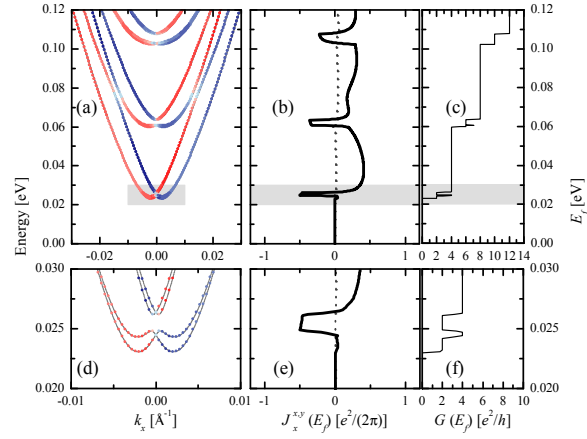 0.12 0.12
0.10 0.10
(a) (b) (c)
0.08 0.08
0.06 0.06
0.04 0.04
0.02 0.02
0.00 0.00
Energy [eV] E_f [eV]
-0.02 0.00 0.02 -1 0 1 0 2 4 6 8 10 12 14
0.030 0.030
0.025 0.025
(d) (e) (f)
0.020 0.020
-0.01 0.00 0.01 -1 0 1 0 2 4 6 8 10
k_x [Å⁻¹] J_x^{x,y}(E_f) [e²/(2π)] G(E_f) [e²/h]